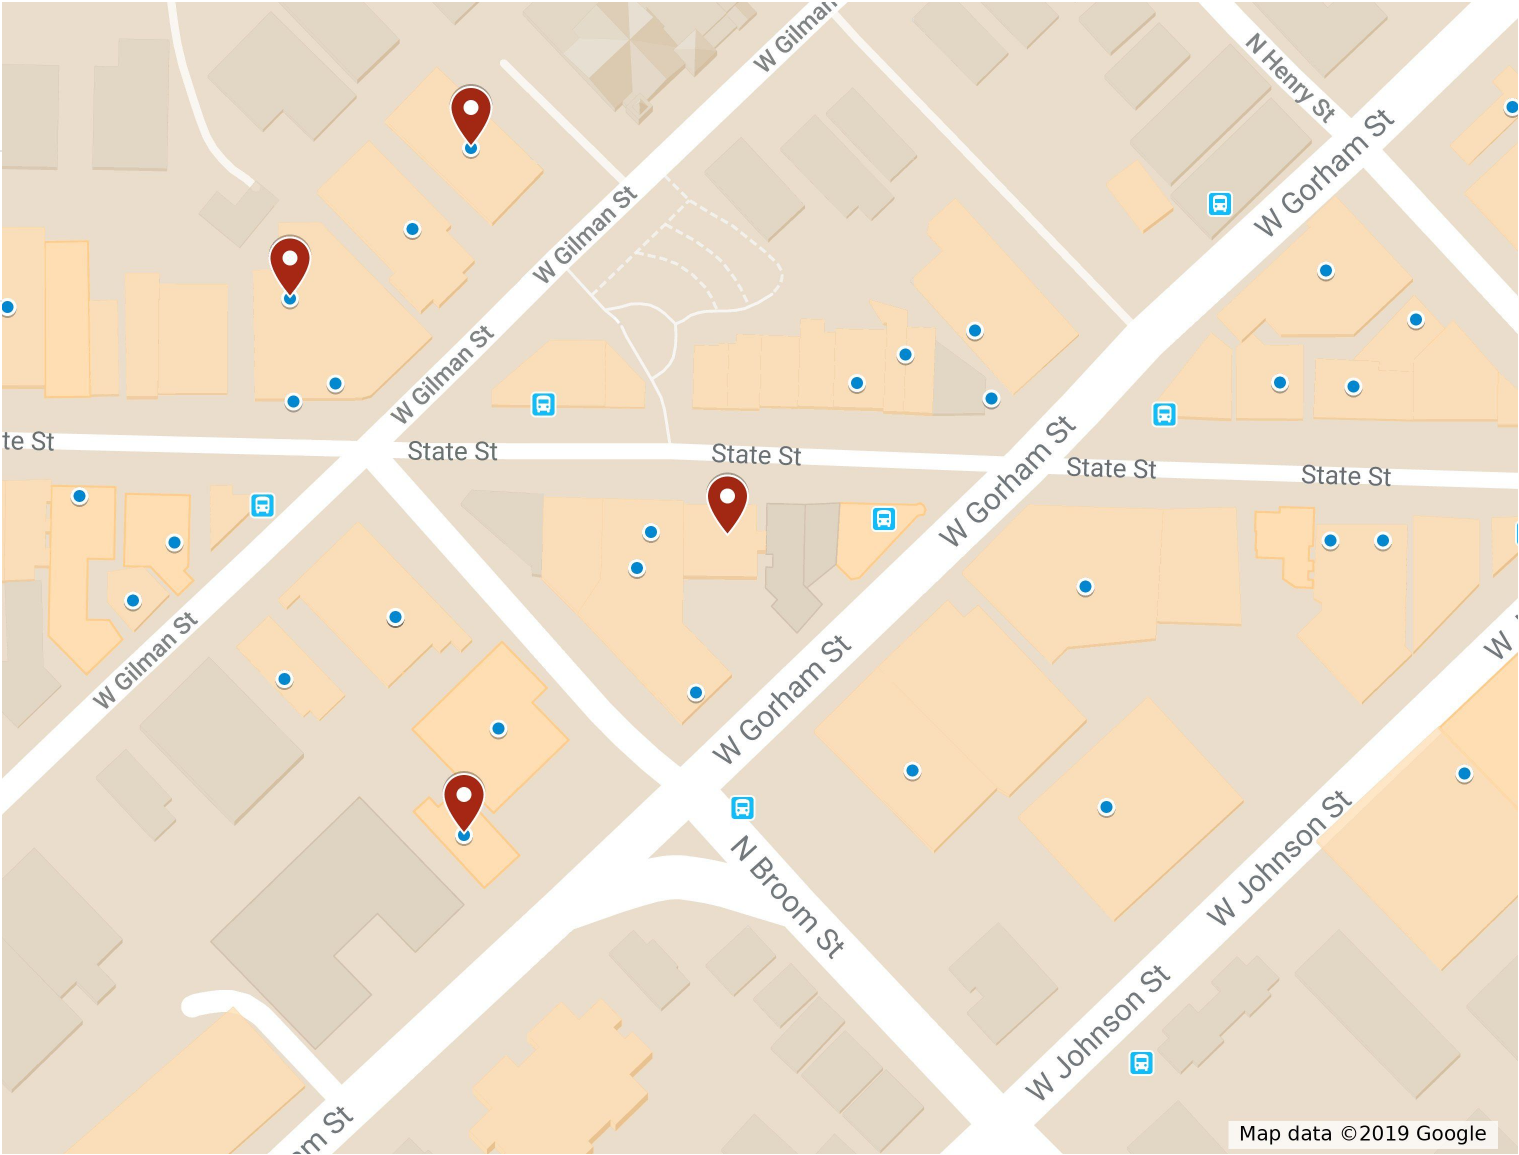 W Gilman
N Henry St
W Gorham St
W Gilman St
W Gilman St
te St
State St
State St
State St
State St
W Gorham St
W Gilman St
W Gorham St
W J
W Johnson St
N Broom St
W Johnson St
am St
Map data ©2019 Google